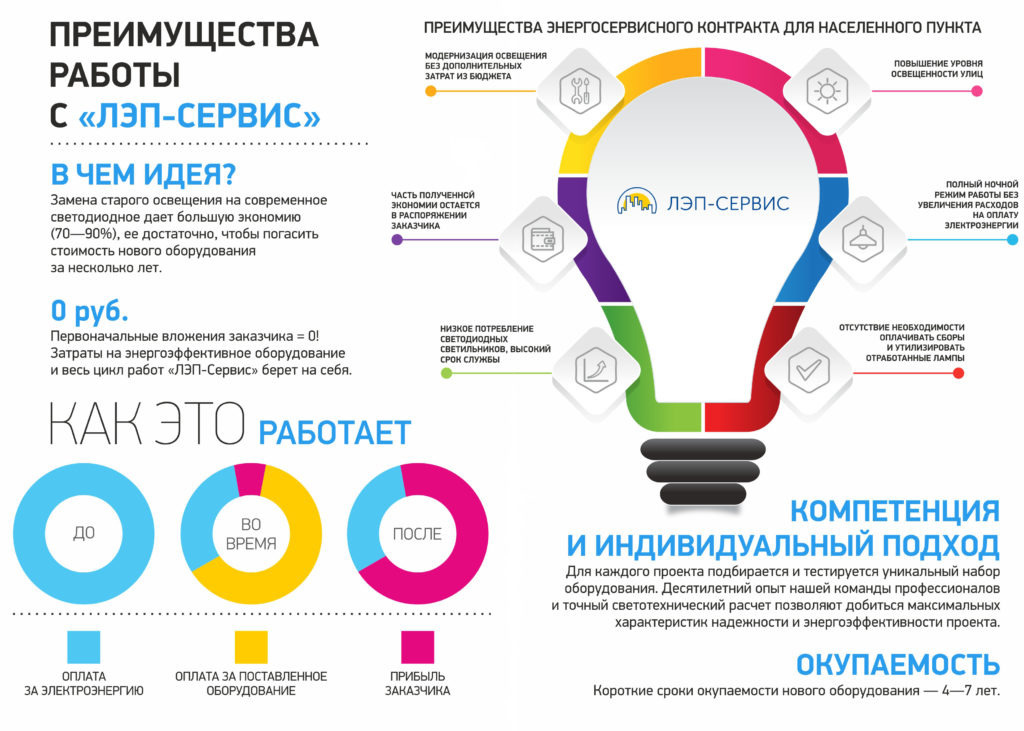 ПРЕИМУЩЕСТВА
РАБОТЫ
С «ЛЭП-СЕРВИС»
В ЧЕМ ИДЕЯ?
Замена старого освещения на современное
светодиодное дает большую экономию
(70—90%), ее достаточно, чтобы погасить
стоимость нового оборудования
за несколько лет.
0 руб.
Первоначальные вложения заказчика = 0!
Затраты на энергоэффективное оборудование
и весь цикл работ «ЛЭП-Сервис» берет на себя.
КАК ЭТО РАБОТАЕТ
ДО
ВО
ВРЕМЯ
ПОСЛЕ
ОПЛАТА
ЗА ЭЛЕКТРОЭНЕРГИЮ
ОПЛАТА ЗА ПОСТАВЛЕННОЕ
ОБОРУДОВАНИЕ
ПРИБЫЛЬ
ЗАКАЗЧИКА
ПРЕИМУЩЕСТВА ЭНЕРГОСЕРВИСНОГО КОНТРАКТА ДЛЯ НАСЕЛЕННОГО ПУНКТА
МОДЕРНИЗАЦИЯ ОСВЕЩЕНИЯ
БЕЗ ДОПОЛНИТЕЛЬНЫХ
ЗАТРАТ ИЗ БЮДЖЕТА
ПОВЫШЕНИЕ УРОВНЯ
ОСВЕЩЕННОСТИ УЛИЦ
ЧАСТЬ ПОЛУЧЕННОЙ
ЭКОНОМИИ ОСТАЕТСЯ
В РАСПОРЯЖЕНИИ
ЗАКАЗЧИКА
ЛЭП-СЕРВИС
ПОЛНЫЙ НОЧНОЙ
РЕЖИМ РАБОТЫ БЕЗ
УВЕЛИЧЕНИЯ РАСХОДОВ
НА ОПЛАТУ
ЭЛЕКТРОЭНЕРГИИ
НИЗКОЕ ПОТРЕБЛЕНИЕ
СВЕТОДИОДНЫХ
СВЕТИЛЬНИКОВ, ВЫСОКИЙ
СРОК СЛУЖБЫ
ОТСУТСТВИЕ НЕОБХОДИМОСТИ
ОПЛАЧИВАТЬ СБОРЫ
И УТИЛИЗИРОВАТЬ
ОТРАБОТАННЫЕ ЛАМПЫ
КОМПЕТЕНЦИЯ
И ИНДИВИДУАЛЬНЫЙ ПОДХОД
Для каждого проекта подбирается и тестируется уникальный набор
оборудования. Десятилетний опыт нашей команды профессионалов
и точный светотехнический расчет позволяют добиться максимальных
характеристик надежности и энергоэффективности проекта.
ОКУПАЕМОСТЬ
Короткие сроки окупаемости нового оборудования — 4—7 лет.